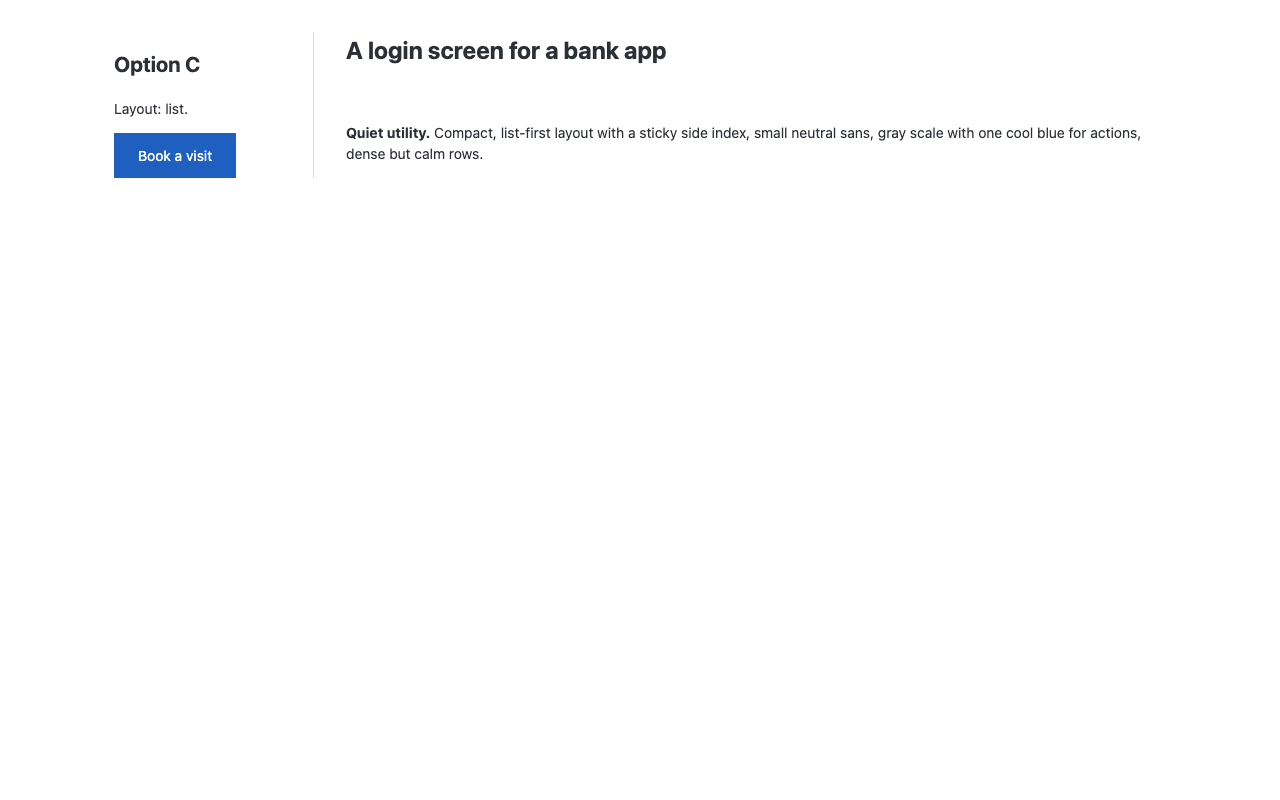 Option C
Layout: list.
Book a visit
A login screen for a bank app
Quiet utility. Compact, list-first layout with a sticky side index, small neutral sans, gray scale with one cool blue for actions,
dense but calm rows.